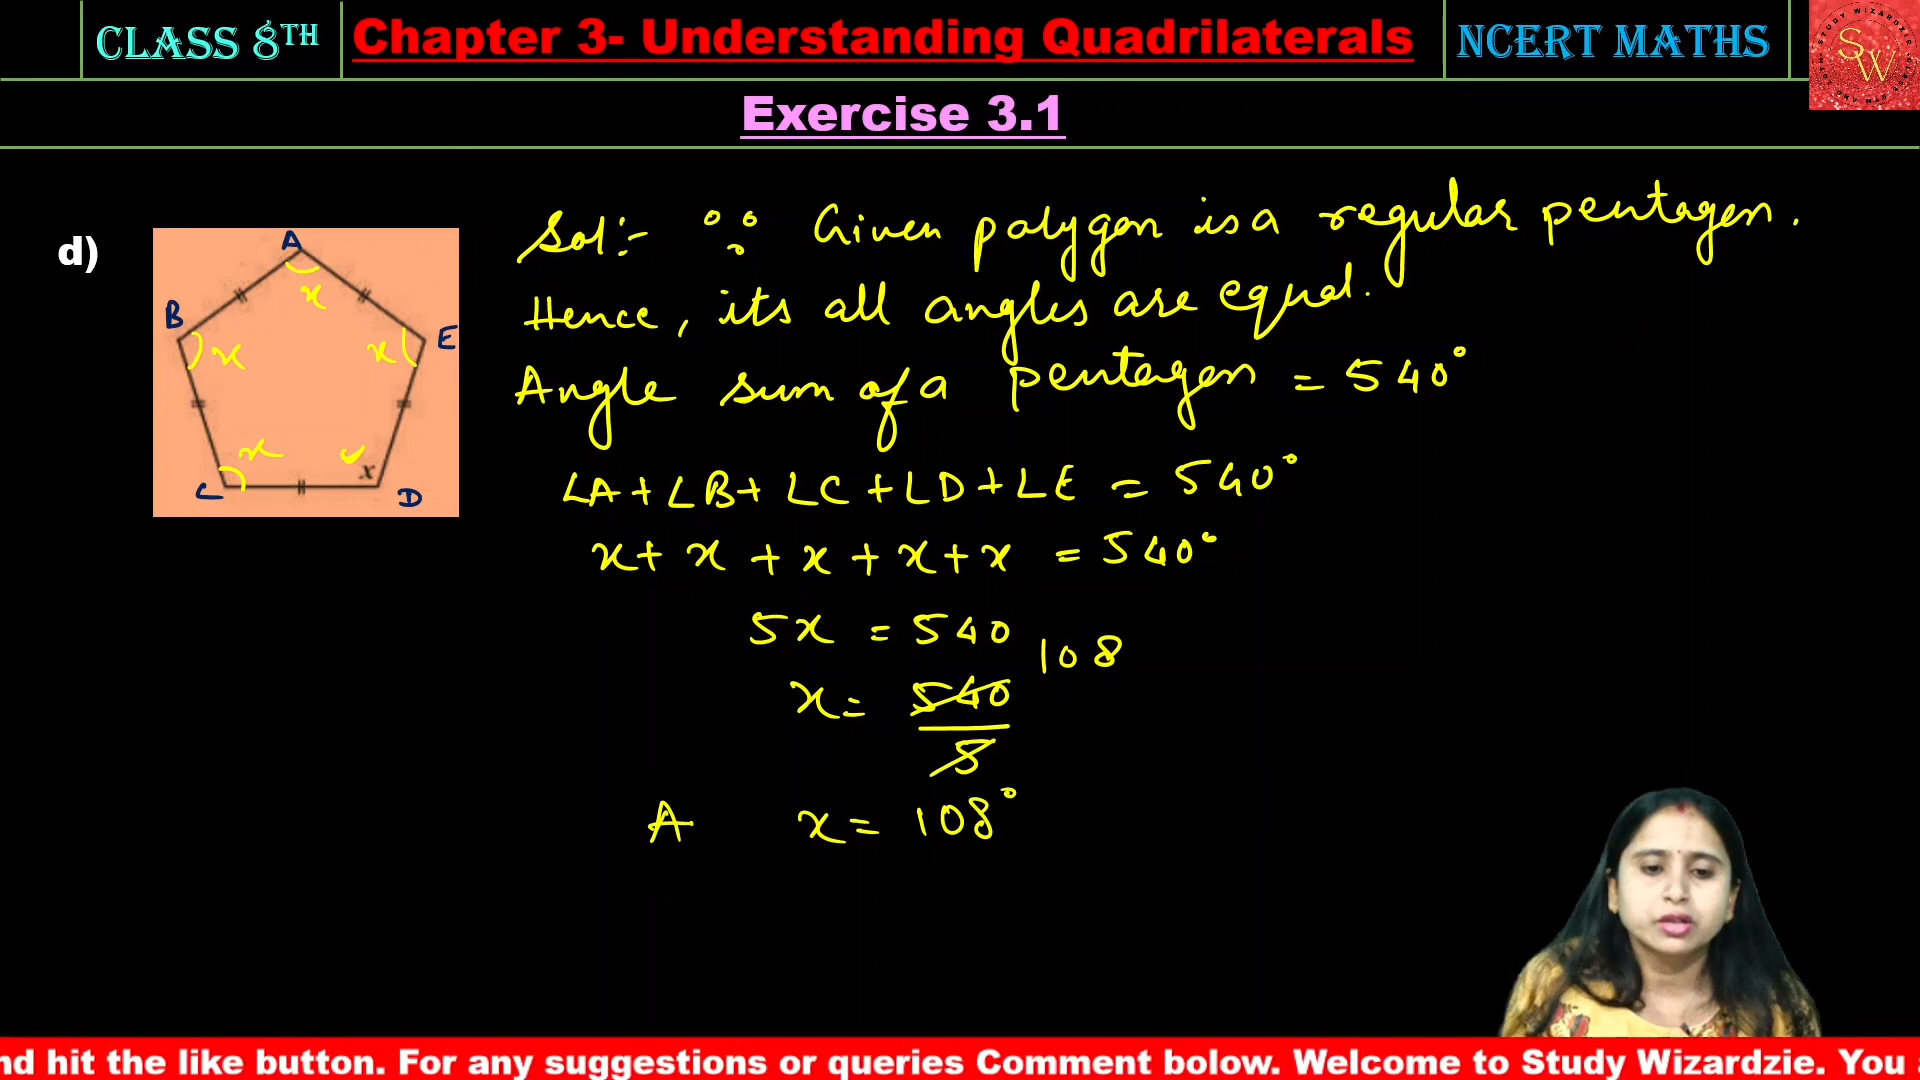 CLASS 8TH
Chapter 3- Understanding Quadrilaterals
NCERT MATHS
SW
Exercise 3.1
d)
A
x
B
x
E
x
C
x
x
D
Sol:- ∵ Given polygon is a regular pentagon.
Hence, its all angles are equal.
Angle sum of a pentagon = 540°
∠A + ∠B + ∠C + ∠D + ∠E = 540°
x + x + x + x + x = 540°
5x = 540
x = 540/5 108
A x = 108°
nd hit the like button. For any suggestions or queries Comment bolow. Welcome to Study Wizardzie. You